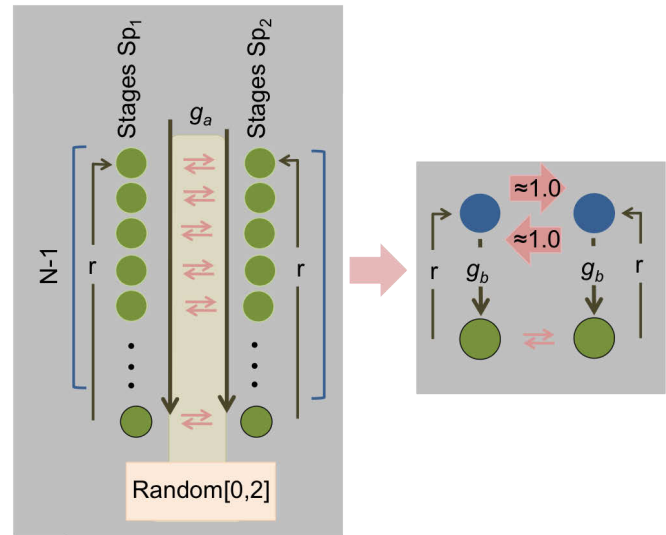 Stages Sp1
Stages Sp2
ga
N-1
r
r
Random[0,2]
≈1.0
≈1.0
r
gb
gb
r